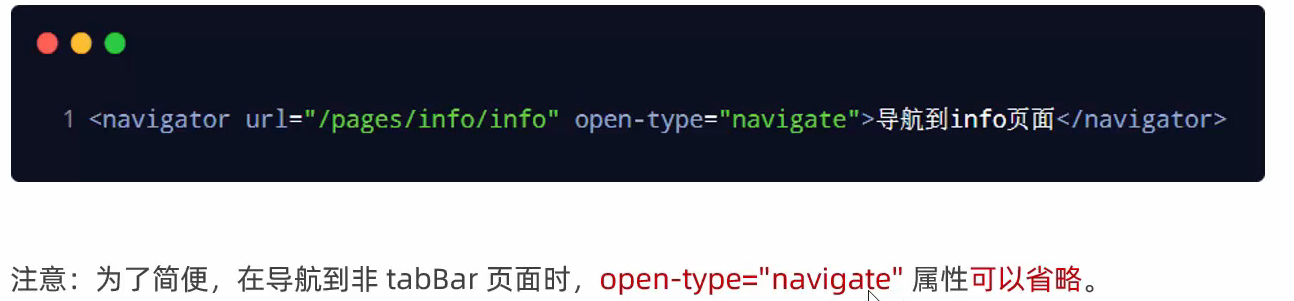 1 <navigator url="/pages/info/info" open-type="navigate">导航到info页面</navigator>
注意：为了简便，在导航到非 tabBar 页面时，open-type="navigate" 属性可以省略。